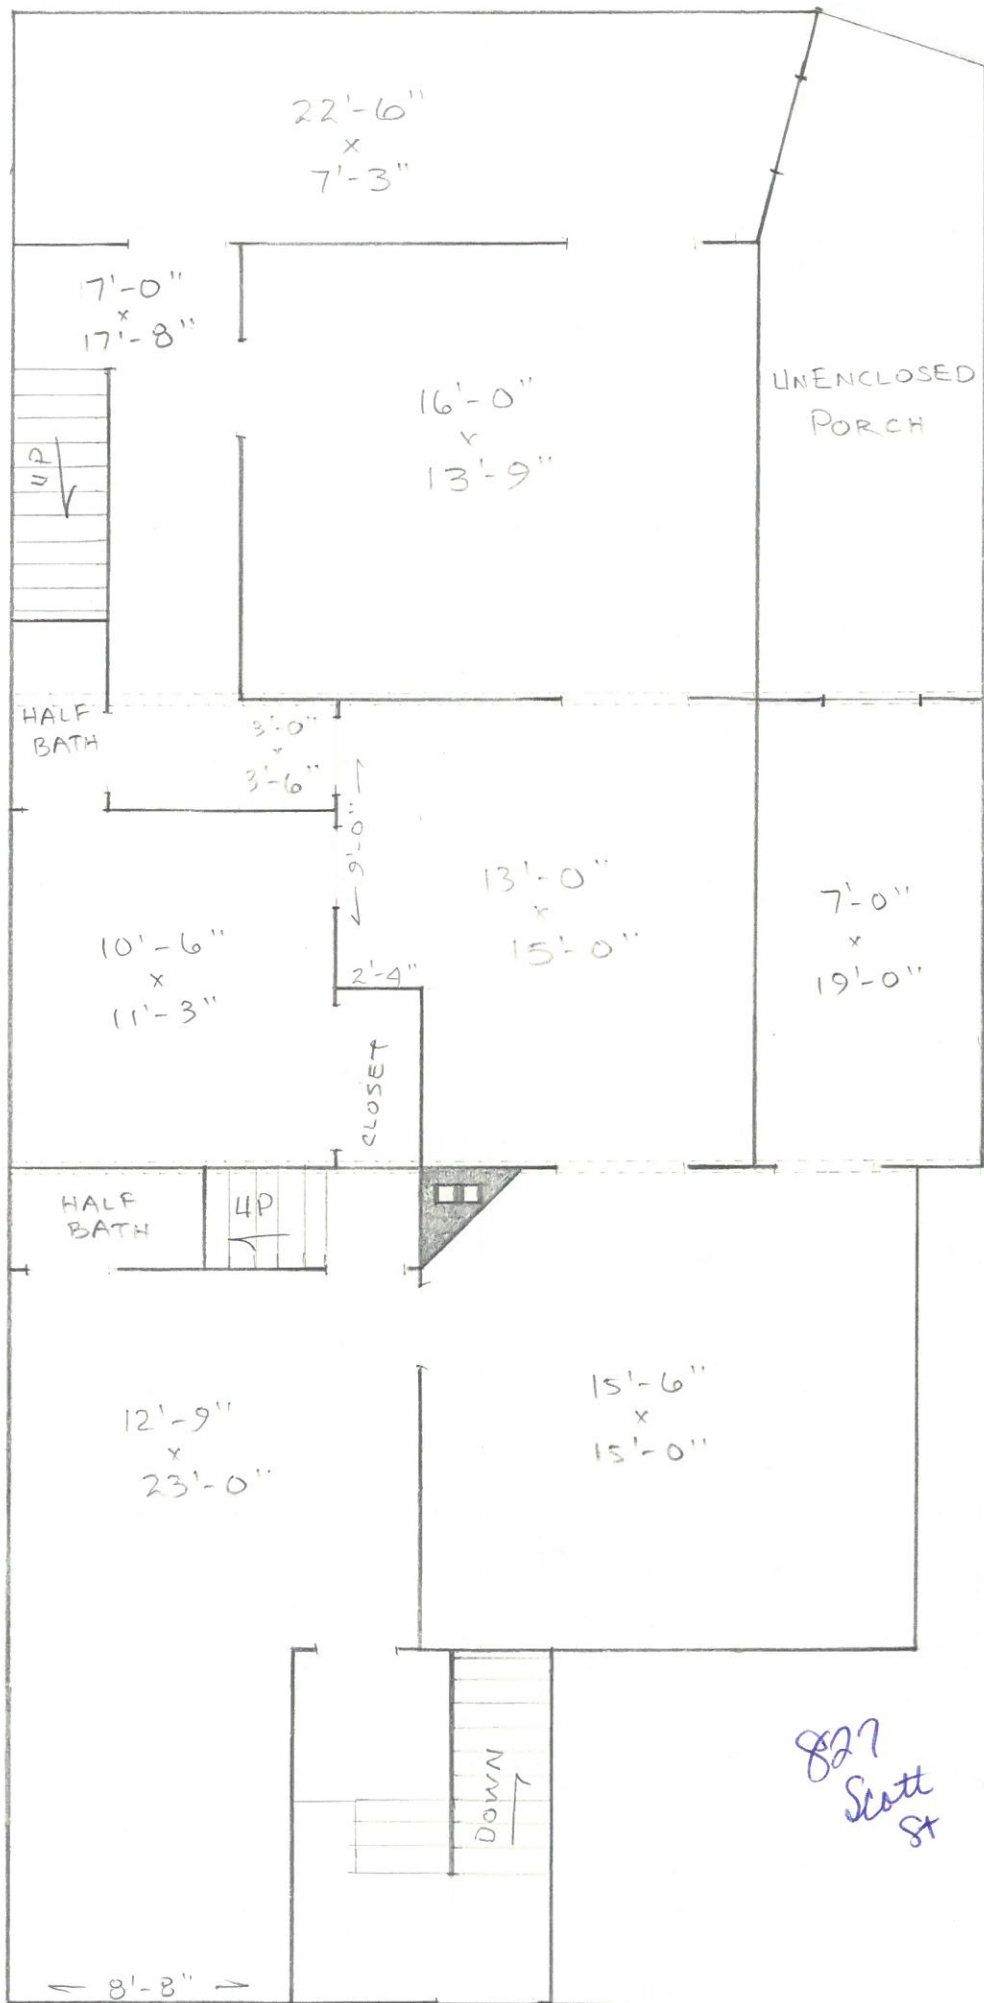 22'-6"
x
7'-3"
7'-0"
x
17'-8"
16'-0"
x
13'-9"
UNENCLOSED
PORCH
UP
HALF
BATH
3'-0"
x
3'-6"
9'-0"
13'-0"
x
15'-0"
7'-0"
x
19'-0"
10'-6"
x
11'-3"
2'-4"
CLOSET
HALF
BATH
UP
12'-9"
x
23'-0"
15'-6"
x
15'-0"
DOWN
827
Scott
St
8'-8"